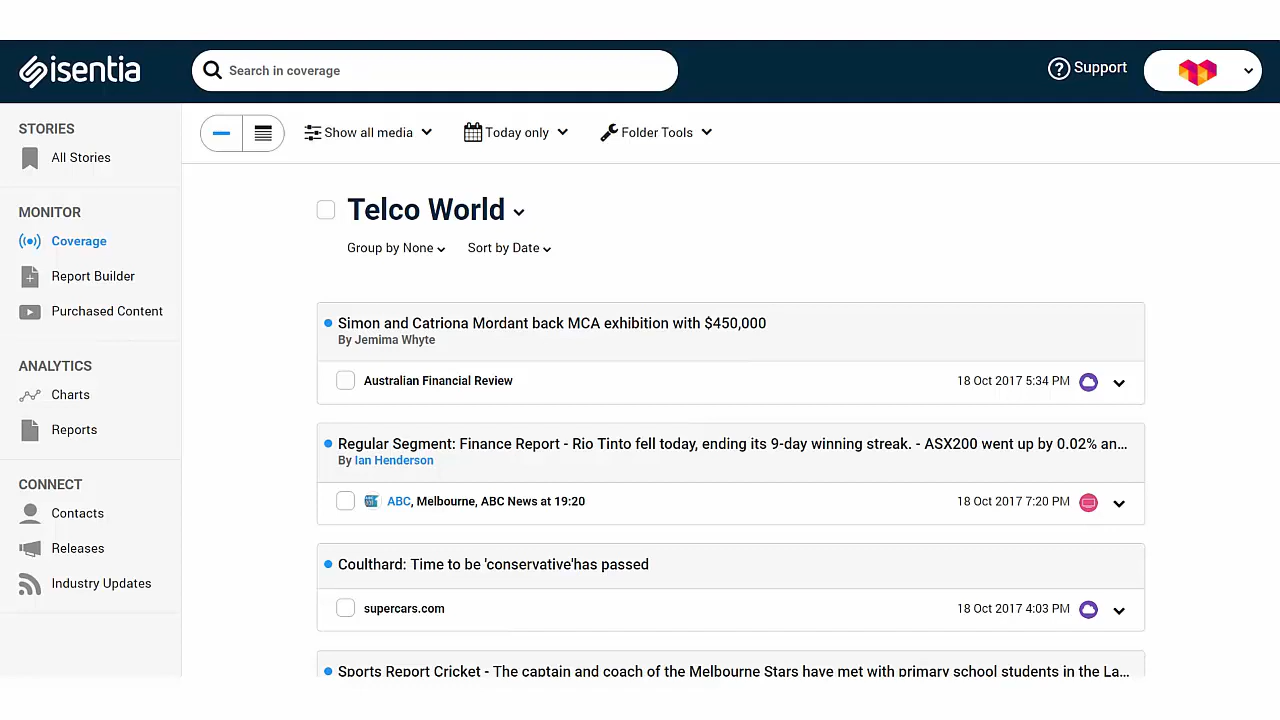 isentia
Search in coverage
Support
STORIES
All Stories
MONITOR
Coverage
Report Builder
Purchased Content
ANALYTICS
Charts
Reports
CONNECT
Contacts
Releases
Industry Updates
Show all media
Today only
Folder Tools
Telco World
Group by None
Sort by Date
Simon and Catriona Mordant back MCA exhibition with $450,000
By Jemima Whyte
Australian Financial Review
18 Oct 2017 5:34 PM
Regular Segment: Finance Report - Rio Tinto fell today, ending its 9-day winning streak. - ASX200 went up by 0.02% an...
By Ian Henderson
ABC, Melbourne, ABC News at 19:20
18 Oct 2017 7:20 PM
Coulthard: Time to be 'conservative'has passed
supercars.com
18 Oct 2017 4:03 PM
Sports Report Cricket - The captain and coach of the Melbourne Stars have met with primary school students in the La...